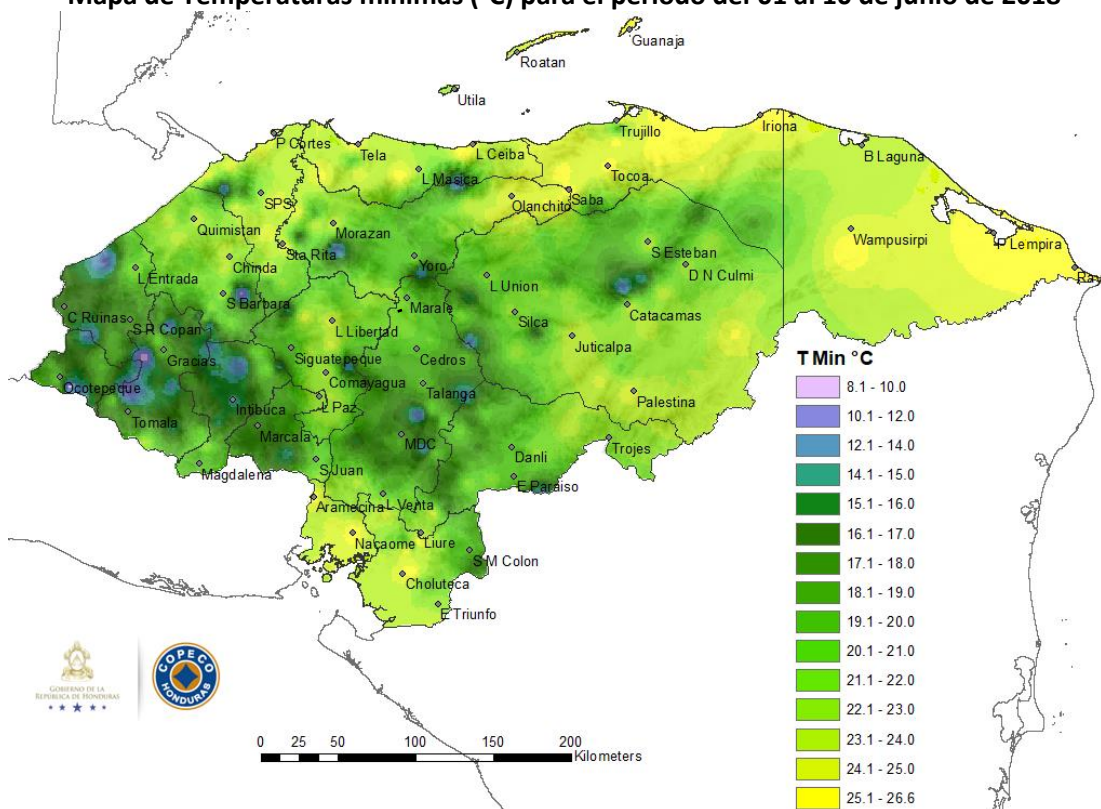 Mapa de Temperaturas mínimas (°C) para el período del 01 al 10 de junio de 2018
Guanaja
Roatan
Utila
Trujillo
Iriona
P Cortes
Tela
L Ceiba
B Laguna
L Masica
Tocoa
SPS
Olanchito
Saba
Quimistan
Morazan
Wampusirpi
P Lempira
Sta Rita
S Esteban
Chinda
Yoro
D N Culmi
L Entrada
L Union
S Barbara
Marale
C Ruinas
S R Copan
L Libertad
Silca
Catacamas
Gracias
Siguatepeque
Cedros
Juticalpa
Ocotepeque
Comayagua
Talanga
Intibuca
L Paz
Palestina
Tomala
Marcala
MDC
Trojes
Magdalena
S Juan
Danli
E Paraiso
Aramecina
L Venta
Nacaome
Liure
S M Colon
Choluteca
E Triunfo
T Min °C
8.1 - 10.0
10.1 - 12.0
12.1 - 14.0
14.1 - 15.0
15.1 - 16.0
16.1 - 17.0
17.1 - 18.0
18.1 - 19.0
19.1 - 20.0
20.1 - 21.0
21.1 - 22.0
22.1 - 23.0
23.1 - 24.0
24.1 - 25.0
25.1 - 26.6
GOBIERNO DE LA
REPÚBLICA DE HONDURAS
COPECO
HONDURAS
0 25 50 100 150 200
Kilometers